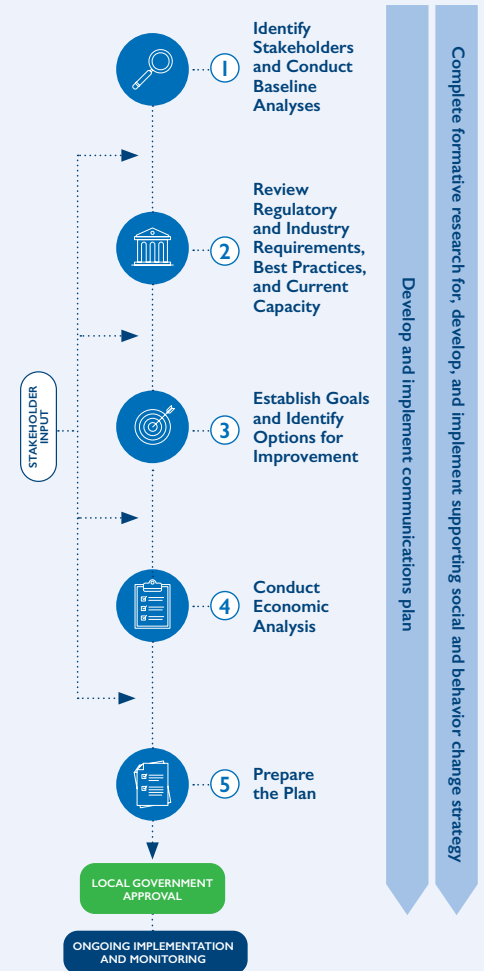 1
Identify
Stakeholders
and Conduct
Baseline
Analyses
2
Review
Regulatory
and Industry
Requirements,
Best Practices,
and Current
Capacity
STAKEHOLDER
INPUT
3
Establish Goals
and Identify
Options for
Improvement
4
Conduct
Economic
Analysis
5
Prepare
the Plan
LOCAL GOVERNMENT
APPROVAL
ONGOING IMPLEMENTATION
AND MONITORING
Develop and implement communications plan
Complete formative research for, develop, and implement supporting social and behavior change strategy